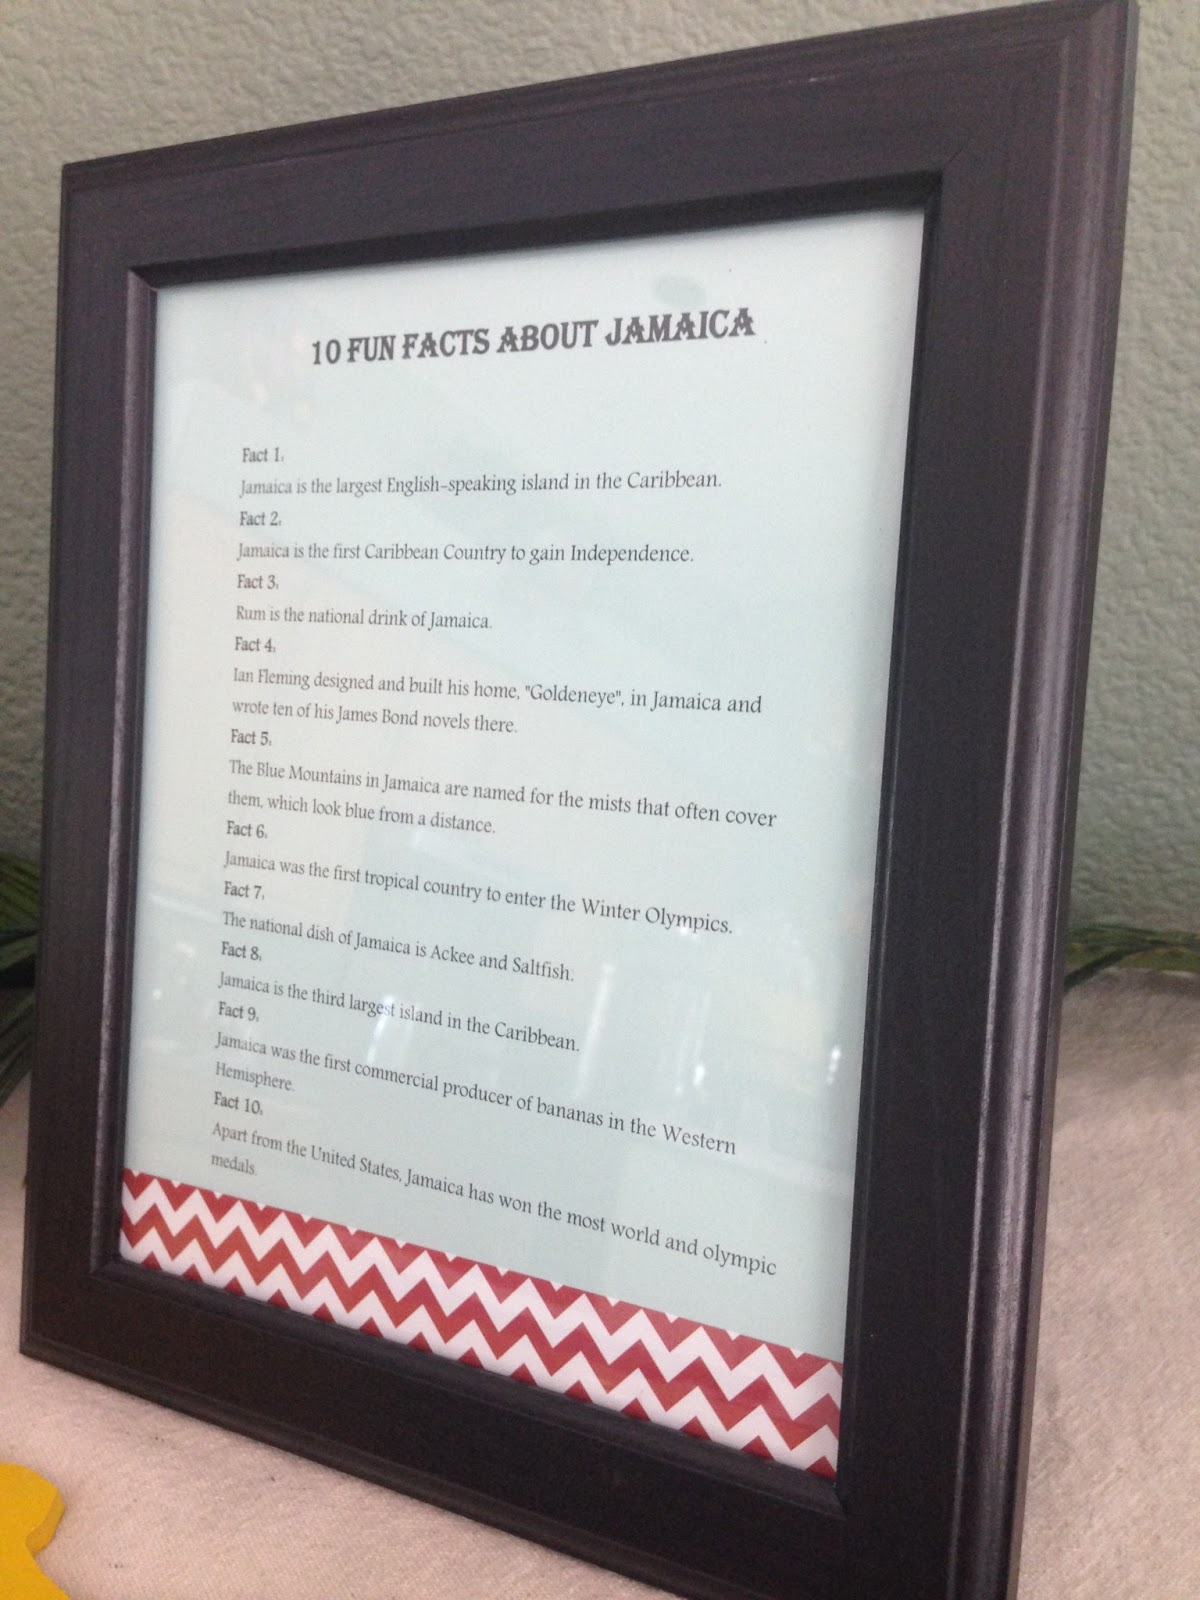 10 FUN FACTS ABOUT JAMAICA
Fact 1:
Jamaica is the largest English-speaking island in the Caribbean.
Fact 2:
Jamaica is the first Caribbean Country to gain Independence.
Fact 3:
Rum is the national drink of Jamaica.
Fact 4:
Ian Fleming designed and built his home, "Goldeneye", in Jamaica and
wrote ten of his James Bond novels there.
Fact 5:
The Blue Mountains in Jamaica are named for the mists that often cover
them, which look blue from a distance.
Fact 6:
Jamaica was the first tropical country to enter the Winter Olympics.
Fact 7:
The national dish of Jamaica is Ackee and Saltfish.
Fact 8:
Jamaica is the third largest island in the Caribbean.
Fact 9:
Jamaica was the first commercial producer of bananas in the Western
Hemisphere.
Fact 10:
Apart from the United States, Jamaica has won the most world and olympic
medals.